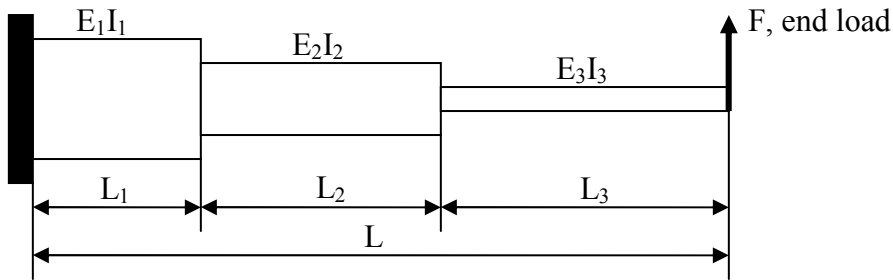 E₁I₁
E₂I₂
E₃I₃
F, end load
L₁
L₂
L₃
L